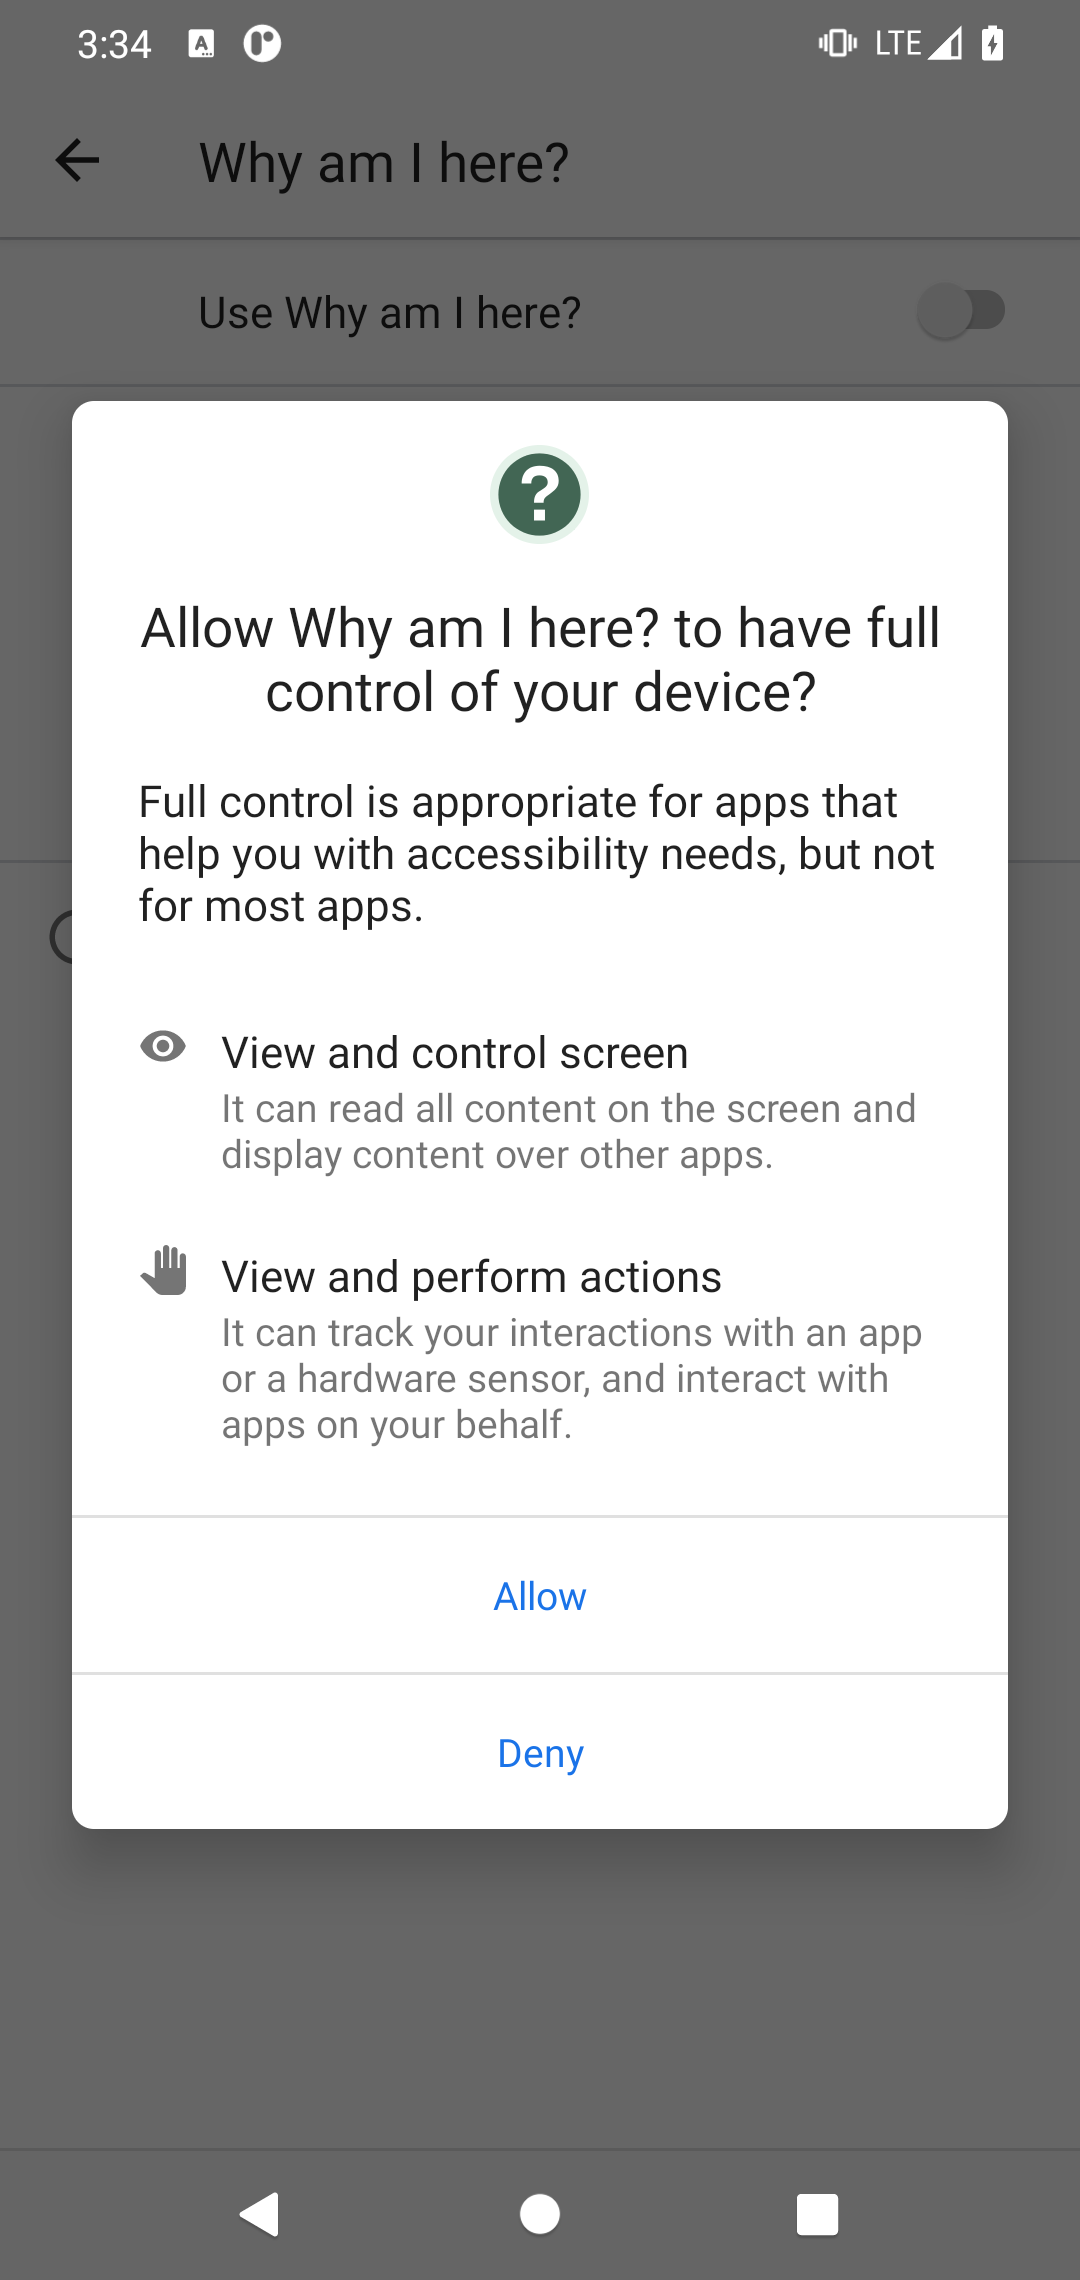 3:34
LTE
Why am I here?
Use Why am I here?
Allow Why am I here? to have full
control of your device?
Full control is appropriate for apps that
help you with accessibility needs, but not
for most apps.
View and control screen
It can read all content on the screen and
display content over other apps.
View and perform actions
It can track your interactions with an app
or a hardware sensor, and interact with
apps on your behalf.
Allow
Deny